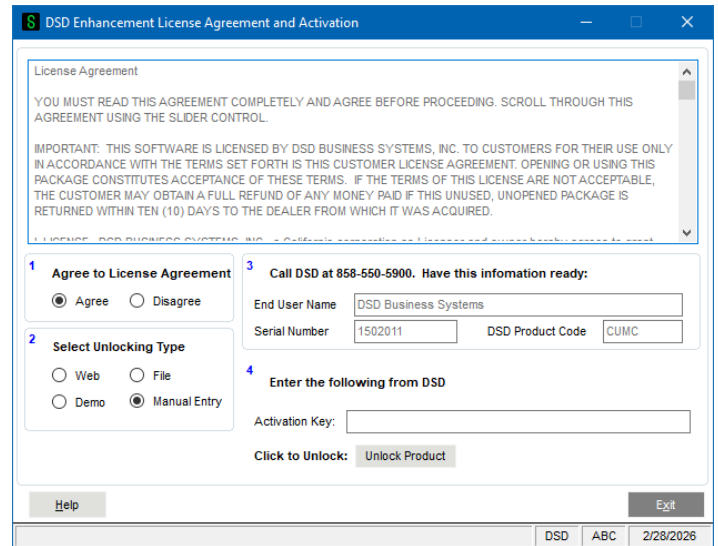 DSD Enhancement License Agreement and Activation
License Agreement
YOU MUST READ THIS AGREEMENT COMPLETELY AND AGREE BEFORE PROCEEDING. SCROLL THROUGH THIS
AGREEMENT USING THE SLIDER CONTROL.
IMPORTANT: THIS SOFTWARE IS LICENSED BY DSD BUSINESS SYSTEMS, INC. TO CUSTOMERS FOR THEIR USE ONLY
IN ACCORDANCE WITH THE TERMS SET FORTH IS THIS CUSTOMER LICENSE AGREEMENT. OPENING OR USING THIS
PACKAGE CONSTITUTES ACCEPTANCE OF THESE TERMS. IF THE TERMS OF THIS LICENSE ARE NOT ACCEPTABLE,
THE CUSTOMER MAY OBTAIN A FULL REFUND OF ANY MONEY PAID IF THIS UNUSED, UNOPENED PACKAGE IS
RETURNED WITHIN TEN (10) DAYS TO THE DEALER FROM WHICH IT WAS ACQUIRED.
1 Agree to License Agreement
Agree Disagree
2 Select Unlocking Type
Web File
Demo Manual Entry
3 Call DSD at 858-550-5900. Have this infomation ready:
End User Name DSD Business Systems
Serial Number 1502011 DSD Product Code CUMC
4 Enter the following from DSD
Activation Key:
Click to Unlock: Unlock Product
Help Exit
DSD ABC 2/28/2026